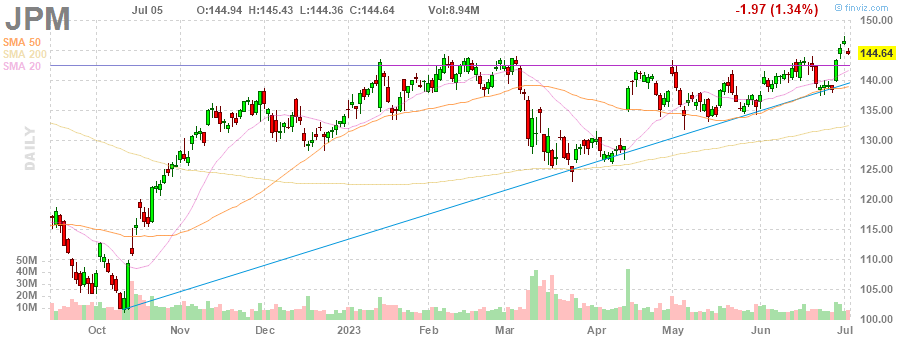 JPM Jul 05 O:144.94 H:145.43 L:144.36 C:144.64 Vol:8.94M -1.97 (1.34%) finviz.com
150.00
SMA 50
SMA 200
144.64
SMA 20
140.00
135.00
DAILY
130.00
125.00
120.00
115.00
110.00
50M
40M
30M
105.00
20M
10M
100.00
Oct Nov Dec 2023 Feb Mar Apr May Jun Jul